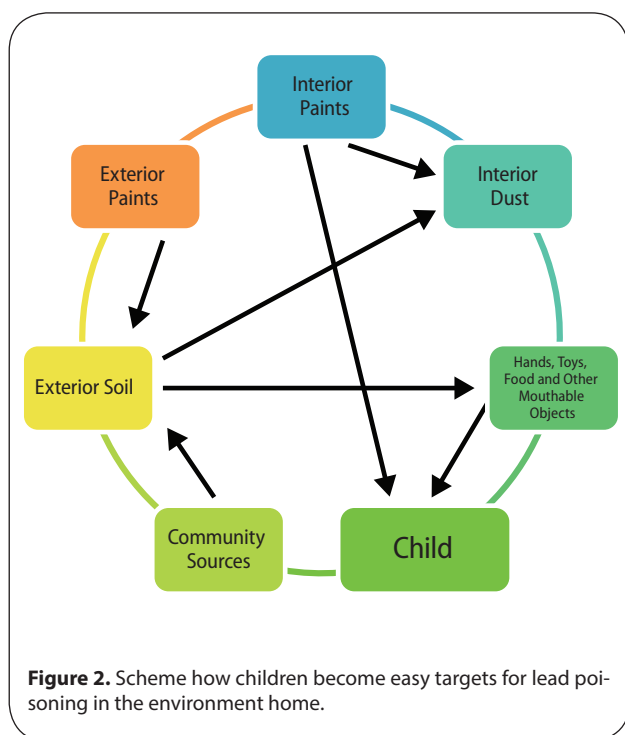 Interior
Paints
Exterior
Paints
Interior
Dust
Exterior Soil
Hands, Toys,
Food and Other
Mouthable
Objects
Community
Sources
Child
Figure 2. Scheme how children become easy targets for lead poi-
soning in the environment home.